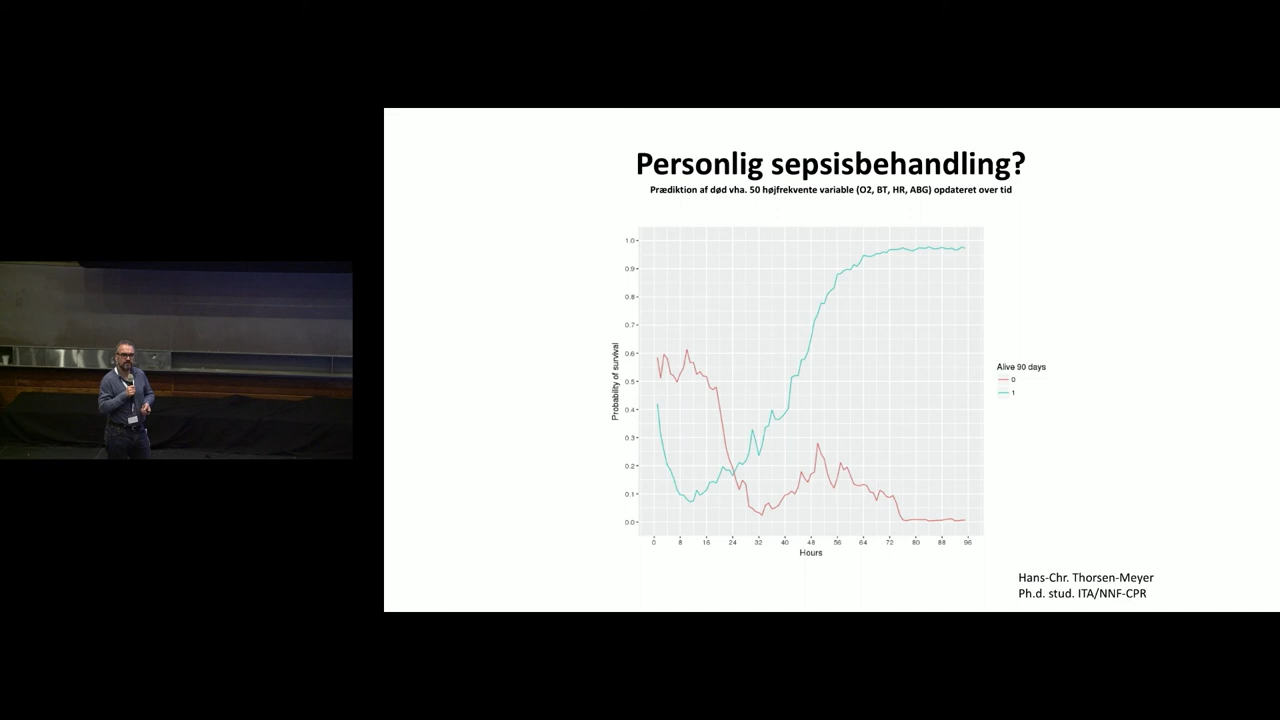 Personlig sepsisbehandling?
Prædiktion af død vha. 50 højfrekvente variable (O2, BT, HR, ABG) opdateret over tid
Probability of survival
1.0
0.9
0.8
0.7
0.6
0.5
0.4
0.3
0.2
0.1
0.0
0 8 16 24 32 40 48 56 64 72 80 88 96
Hours
Alive 90 days
0
1
Hans-Chr. Thorsen-Meyer
Ph.d. stud. ITA/NNF-CPR